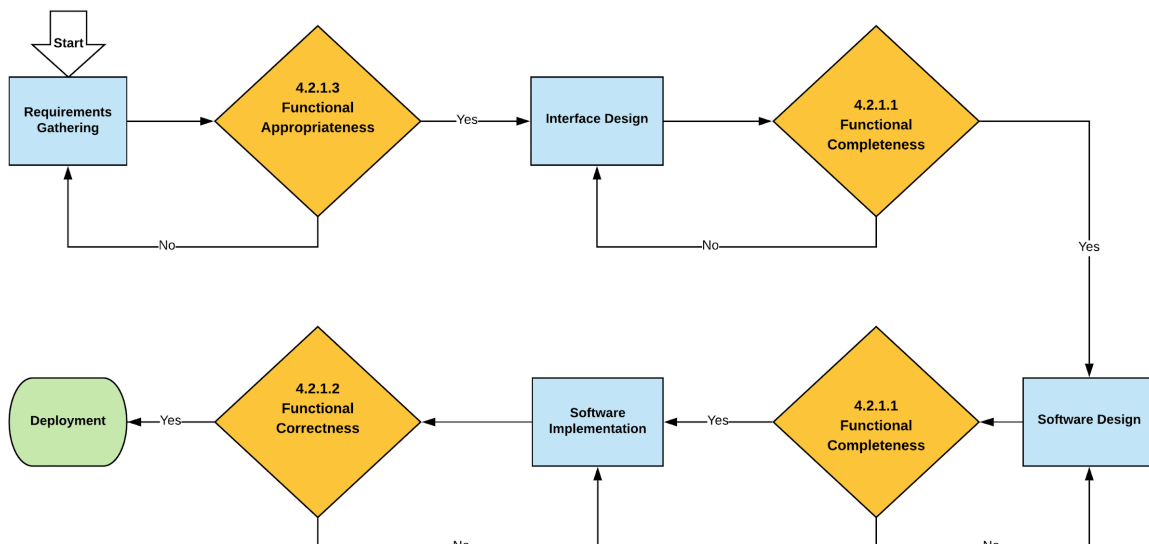 Start
Requirements
Gathering
4.2.1.3
Functional
Appropriateness
Yes
Interface Design
4.2.1.1
Functional
Completeness
No
No
Yes
Deployment
Yes
4.2.1.2
Functional
Correctness
Software
Implementation
Yes
4.2.1.1
Functional
Completeness
Software Design
No
No